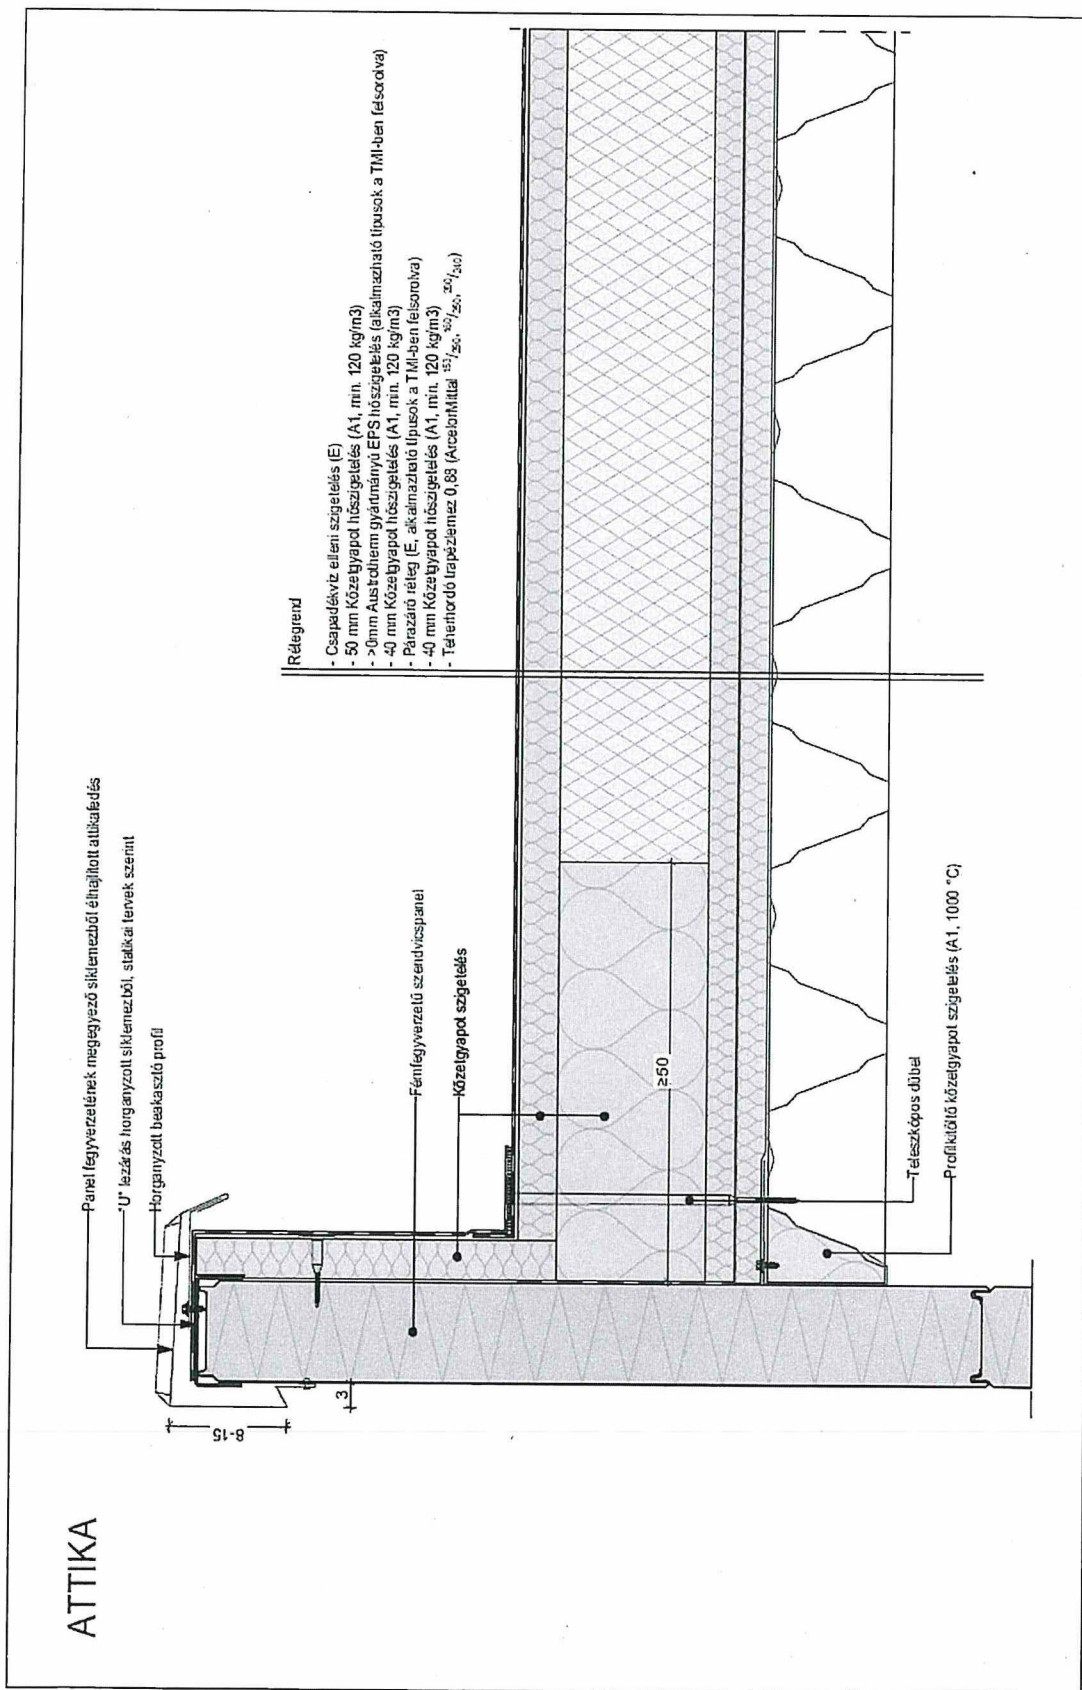 ATTIKA
Panel fegyverzetének megegyező síklemezből élhajlított attikafedés
"U" lezárás horganyzott síklemezből, statikai tervek szerint
Horganyzott beakasztó profil
Rétegrend
- Csapadékvíz elleni szigetelés (E)
- 50 mm Kőzetgyapot hőszigetelés (A1, min. 120 kg/m3)
- >0mm Austrotherm gyártmányú EPS hőszigetelés (alkalmazható típusok a TMI-ben felsorolva)
- 40 mm Kőzetgyapot hőszigetelés (A1, min. 120 kg/m3)
- Párazáró réteg (E, alkalmazható típusok a TMI-ben felsorolva)
- 40 mm Kőzetgyapot hőszigetelés (A1, min. 120 kg/m3)
- Teherhordó trapézlemez 0,88 (ArcelorMittal
8-15
3
Fémfegyverzetű szendvicspanel
Kőzetgyapot szigetelés
≥50
Teleszkópos dübel
Profilkitöltő kőzetgyapot szigetelés (A1, 1000 °C)